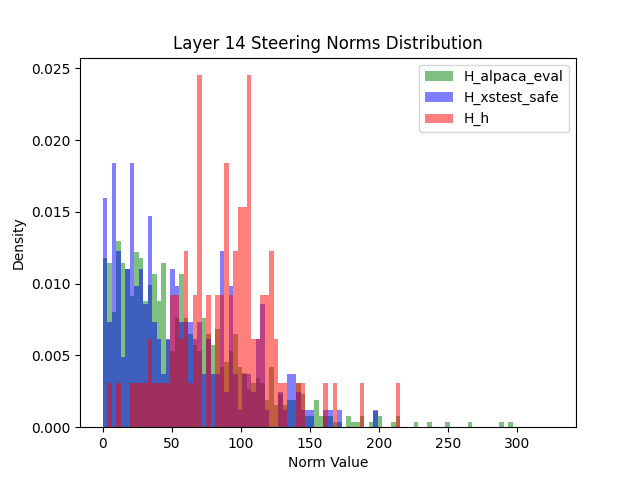 Layer 14 Steering Norms Distribution
H_alpaca_eval
H_xstest_safe
H_h
Density
0.025
0.020
0.015
0.010
0.005
0.000
0 50 100 150 200 250 300
Norm Value